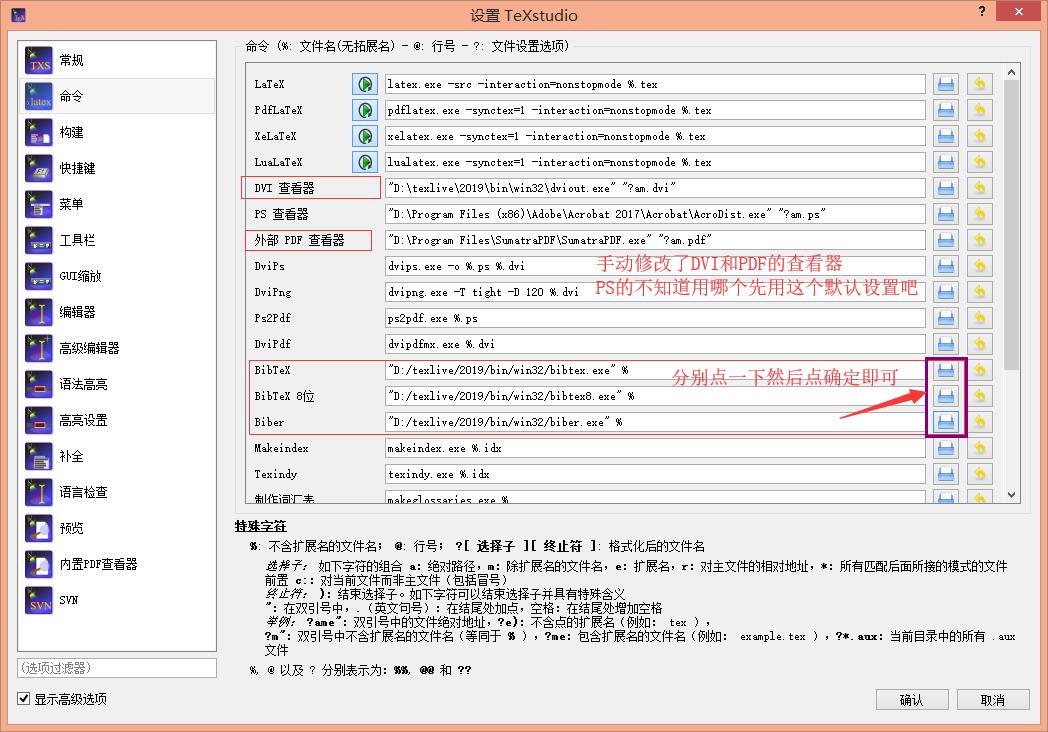 设置 TeXstudio
?
×
常规
命令
构建
快捷键
菜单
工具栏
GUI缩放
编辑器
高级编辑器
语法高亮
高亮设置
补全
语言检查
预览
内置PDF查看器
SVN
(选项过滤器)
显示高级选项
命令 (%: 文件名(无拓展名) - @: 行号 - ?: 文件设置选项)
LaTeX latex.exe -src -interaction=nonstopmode %.tex
PdfLaTeX pdflatex.exe -synctex=1 -interaction=nonstopmode %.tex
XeLaTeX xelatex.exe -synctex=1 -interaction=nonstopmode %.tex
LuaLaTeX lualatex.exe -synctex=1 -interaction=nonstopmode %.tex
DVI 查看器 "D:\texlive\2019\bin\win32\dviout.exe" "?am.dvi"
PS 查看器 "D:\Program Files (x86)\Adobe\Acrobat 2017\Acrobat\AcroDist.exe" "?am.ps"
外部 PDF 查看器 "D:\Program Files\SumatraPDF\SumatraPDF.exe" "?am.pdf"
DviPs dvips.exe -o %.ps %.dvi
手动修改了DVI和PDF的查看器
DviPng dvipng.exe -T tight -D 120 %.dvi
PS的不知道用哪个先用这个默认设置吧
Ps2Pdf ps2pdf.exe %.ps
DviPdf dvipdfmx.exe %.dvi
BibTeX "D:/texlive/2019/bin/win32/bibtex.exe" %
分别点一下然后点确定即可
BibTeX 8位 "D:/texlive/2019/bin/win32/bibtex8.exe" %
Biber "D:/texlive/2019/bin/win32/biber.exe" %
Makeindex makeindex.exe %.idx
Texindy texindy.exe %.idx
制作词汇表 makeglossaries.exe %
特殊字符
%: 不含扩展名的文件名; @: 行号; ?[ 选择子 ][ 终止符 ]: 格式化后的文件名
选择子: 如下字符的组合 a: 绝对路径, m: 除扩展名的文件名, e: 扩展名, r: 对主文件的相对地址, *: 所有匹配后面所接的模式的文件
前置 c:: 对当前文件而非主文件 (包括冒号)
终止符: ): 结束选择子。如下字符可以结束选择子并具有特殊含义
": 在双引号中, . (英文句号): 在结尾处加点, 空格: 在结尾处增加空格
举例: ?ame": 双引号中的文件绝对地址, ?e): 不含点的扩展名 (例如: tex ),
?m": 双引号中不含扩展名的文件名 (等同于 % ), ?me: 包含扩展名的文件名 (例如: example.tex ), ?*.aux: 当前目录中的所有 .aux
文件
%, @ 以及 ? 分别表示为: %%, @@ 和 ??
确认
取消